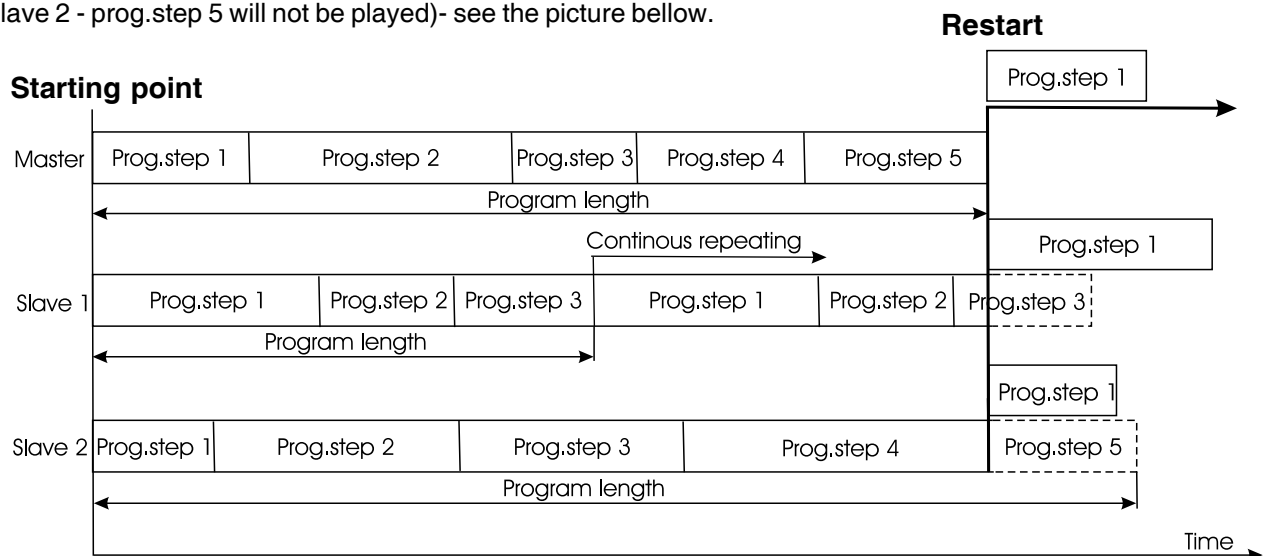 lave 2 - prog.step 5 will not be played)- see the picture bellow.
Restart
Prog.step 1
Starting point
Master Prog.step 1 Prog.step 2 Prog.step 3 Prog.step 4 Prog.step 5
Program length
Continous repeating
Prog.step 1
Slave 1 Prog.step 1 Prog.step 2 Prog.step 3 Prog.step 1 Prog.step 2 Prog.step 3
Program length
Prog.step 1
Slave 2 Prog.step 1 Prog.step 2 Prog.step 3 Prog.step 4 Prog.step 5
Program length
Time